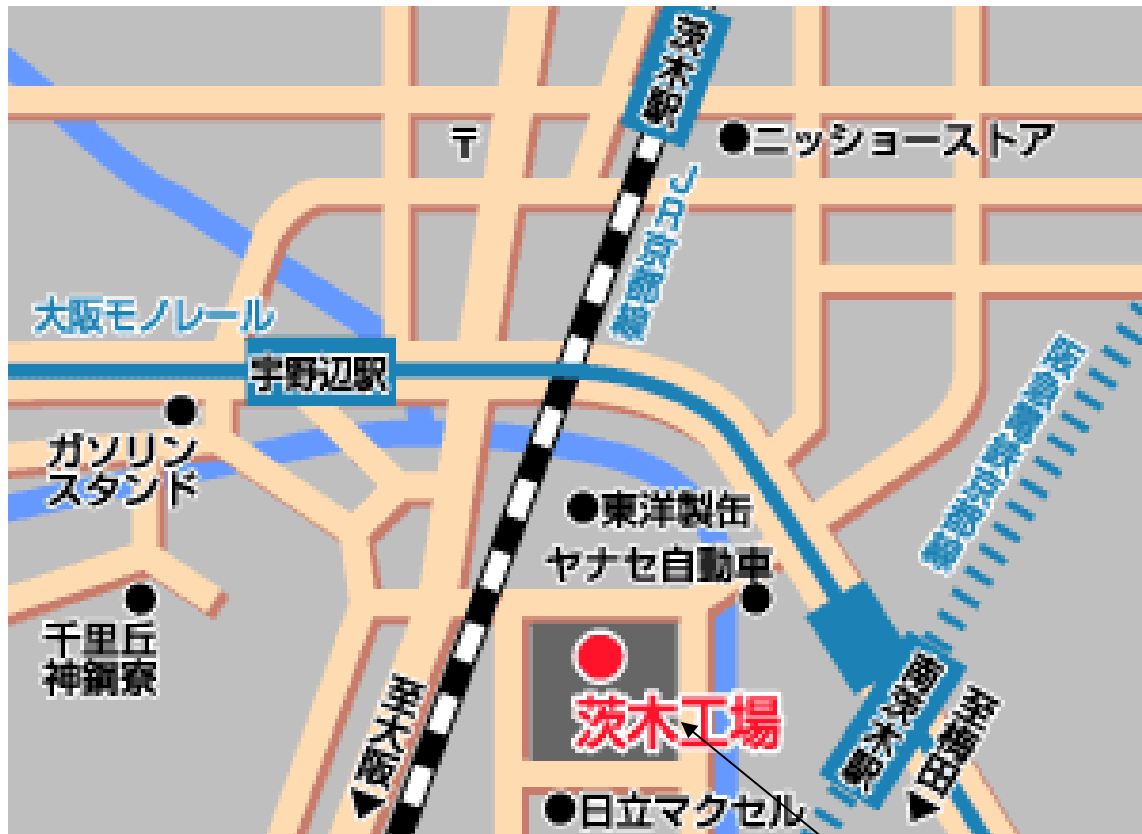 茨木駅
〒
●ニッショーストア
JR京都線
大阪モノレール
宇野辺駅
阪急電鉄京都線
ガソリン
スタンド
●東洋製缶
ヤナセ自動車
千里丘
神鋼寮
茨木工場
南茨木駅
至大阪
至梅田
●日立マクセル